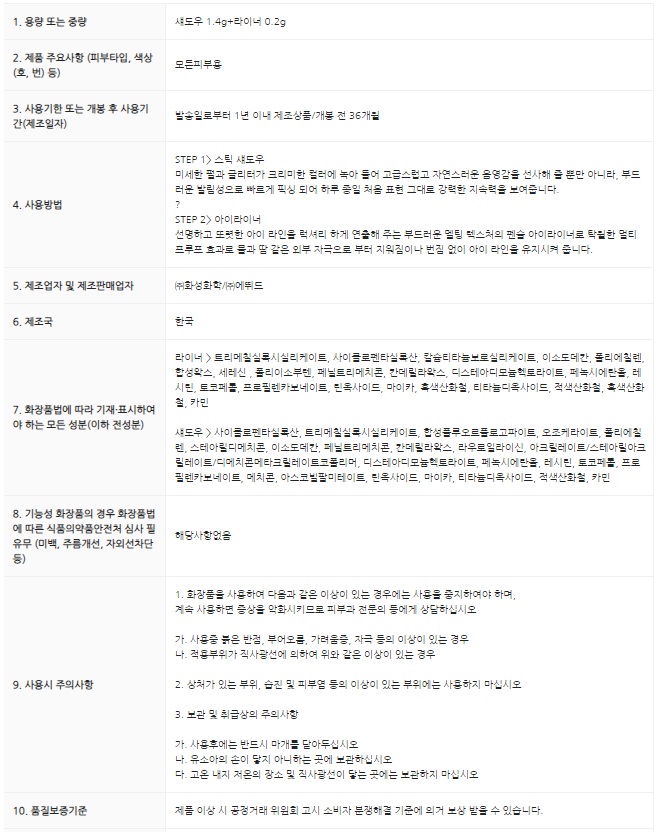 1. 용량 또는 중량
섀도우 1.4g+라이너 0.2g
2. 제품 주요사항 (피부타입, 색상
(호, 번) 등)
모든피부용
3. 사용기한 또는 개봉 후 사용기
간(제조일자)
발송일로부터 1년 이내 제조상품/개봉 전 36개월
4. 사용방법
STEP 1> 스틱 섀도우
미세한 펄과 글리터가 크리미한 컬러에 녹아 들어 고급스럽고 자연스러운 음영감을 선사해 줄 뿐만 아니라, 부드
러운 발림성으로 빠르게 픽싱 되어 하루 종일 처음 표현 그대로 강력한 지속력을 보여줍니다.
?
STEP 2> 아이라이너
선명하고 또렷한 아이 라인을 럭셔리 하게 연출해 주는 부드러운 멜팅 텍스처의 펜슬 아이라이너로 탁월한 멀티
프루프 효과로 물과 땀 같은 외부 자극으로 부터 지워짐이나 번짐 없이 아이 라인을 유지시켜 줍니다.
5. 제조업자 및 제조판매업자
㈜화성화학/㈜에뛰드
6. 제조국
한국
7. 화장품법에 따라 기재·표시하여
야 하는 모든 성분(이하 전성분)
라이너 > 트리메칠실록시실리케이트, 사이클로펜타실록산, 칼슘티타늄보로실리케이트, 이소도데칸, 폴리에칠렌,
합성왁스, 세레신 , 폴리이소부텐, 페닐트리메치콘, 칸데릴라왁스, 디스테아디모늄헥토라이트, 페녹시에탄올, 레
시틴, 토코페롤, 프로필렌카보네이트, 틴옥사이드, 마이카, 흑색산화철, 티타늄디옥사이드, 적색산화철, 흑색산화
철, 카민
섀도우 > 사이클로펜타실록산, 트리메칠실록시실리케이트, 합성플루오르플로고파이트, 오조케라이트, 폴리에칠
렌, 스테아릴디메치콘, 이소도데칸, 페닐트리메치콘, 칸데릴라왁스, 라우로일라이신, 아크릴레이트/스테아릴아크
릴레이트/디메치콘메타크릴레이트코폴리머, 디스테아디모늄헥토라이트, 페녹시에탄올, 레시틴, 토코페롤, 프로
필렌카보네이트, 메치콘, 아스코빌팔미테이트, 틴옥사이드, 마이카, 티타늄디옥사이드, 적색산화철, 카민
8. 기능성 화장품의 경우 화장품법
에 따른 식품의약품안전처 심사 필
유무 (미백, 주름개선, 자외선차단
등)
해당사항없음
9. 사용시 주의사항
1. 화장품을 사용하여 다음과 같은 이상이 있는 경우에는 사용을 중지하여야 하며,
계속 사용하면 증상을 악화시키므로 피부과 전문의 등에게 상담하십시오
가. 사용중 붉은 반점, 부어오름, 가려움증, 자극 등의 이상이 있는 경우
나. 적용부위가 직사광선에 의하여 위와 같은 이상이 있는 경우
2. 상처가 있는 부위, 습진 및 피부염 등의 이상이 있는 부위에는 사용하지 마십시오
3. 보관 및 취급상의 주의사항
가. 사용후에는 반드시 마개를 닫아두십시오
나. 유소아의 손이 닿지 아니하는 곳에 보관하십시오
다. 고온 내지 저온의 장소 및 직사광선이 닿는 곳에는 보관하지 마십시오
10. 품질보증기준
제품 이상 시 공정거래 위원회 고시 소비자 분쟁해결 기준에 의거 보상 받을 수 있습니다.